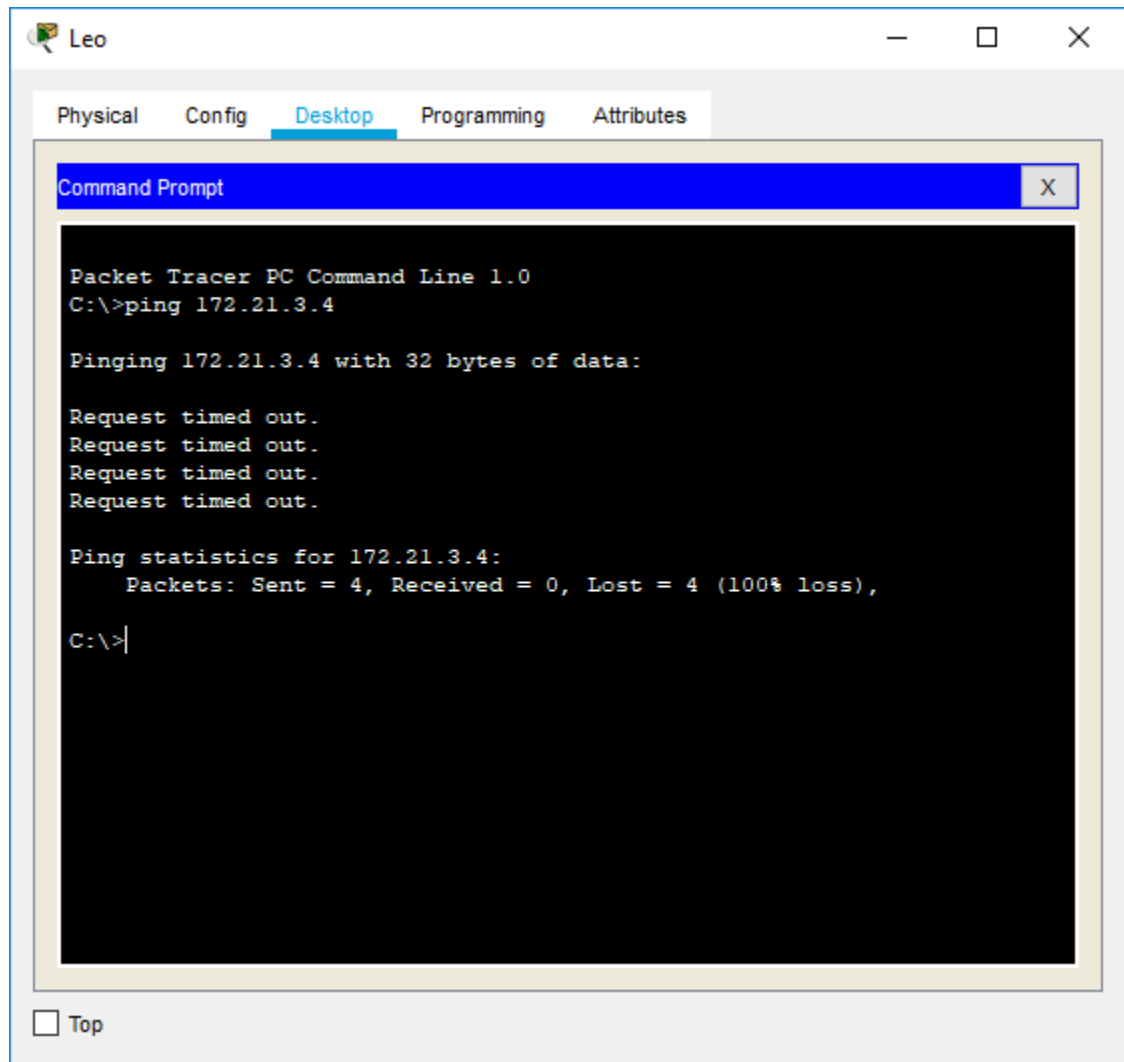 Leo
Physical Config Desktop Programming Attributes
Command Prompt X
Packet Tracer PC Command Line 1.0
C:\>ping 172.21.3.4
Pinging 172.21.3.4 with 32 bytes of data:
Request timed out.
Request timed out.
Request timed out.
Request timed out.
Ping statistics for 172.21.3.4:
    Packets: Sent = 4, Received = 0, Lost = 4 (100% loss),
C:\>
Top